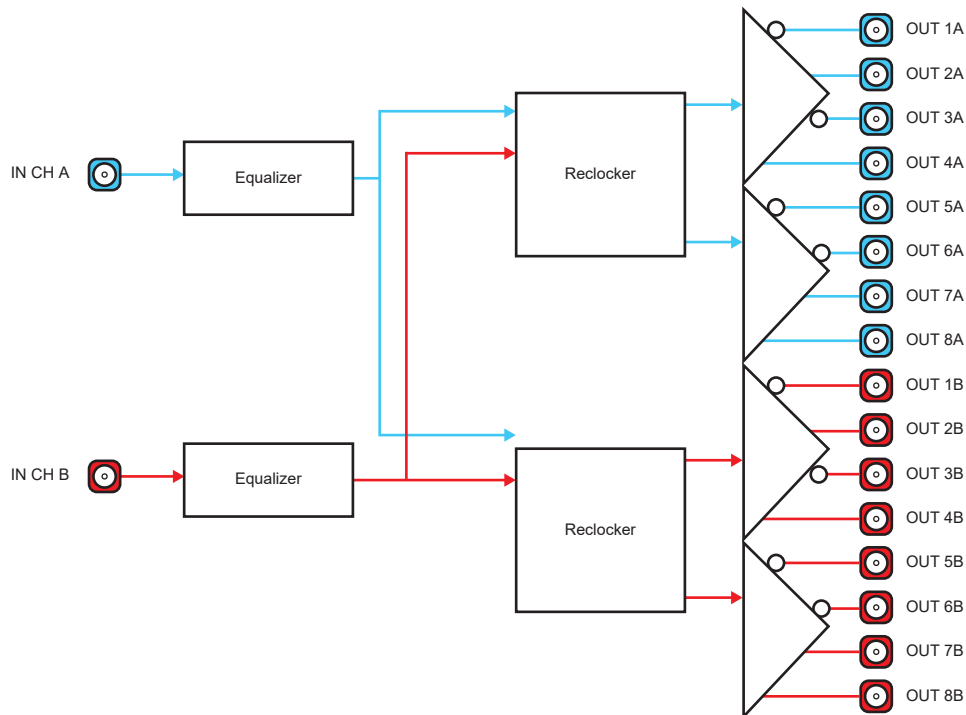 IN CH A
Equalizer
Reclocker
OUT 1A
OUT 2A
OUT 3A
OUT 4A
OUT 5A
OUT 6A
OUT 7A
OUT 8A
IN CH B
Equalizer
Reclocker
OUT 1B
OUT 2B
OUT 3B
OUT 4B
OUT 5B
OUT 6B
OUT 7B
OUT 8B